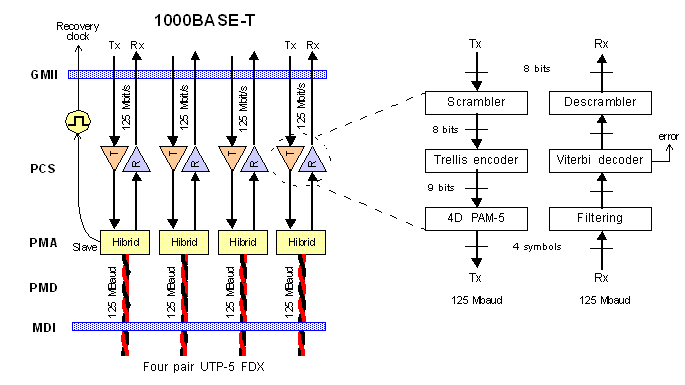 1000BASE-T
Recovery
clock
Tx Rx Tx Rx
GMII
125 Mbit/s 125 Mbit/s 125 Mbit/s 125 Mbit/s
T R T R T R T R
PCS
PMA
Slave
Hibrid Hibrid Hibrid Hibrid
PMD
125 MBaud 125 MBaud 125 MBaud 125 MBaud
MDI
Four pair UTP-5 FDX
Tx Rx
8 bits
Scrambler Descrambler
8 bits
error
Trellis encoder Viterbi decoder
9 bits
4D PAM-5 Filtering
4 symbols
Tx Rx
125 Mbaud 125 Mbaud